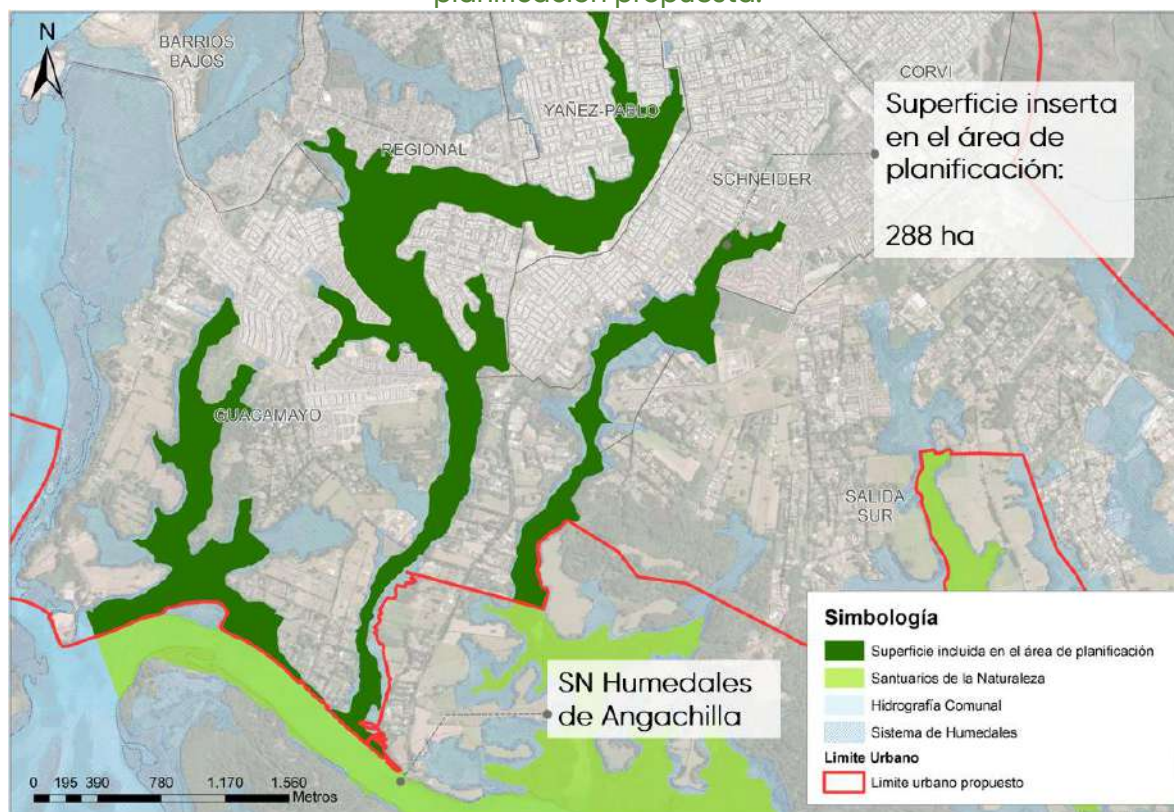 planificación propuesta.
N
BARRIOS
BAJOS
CORVI
YAÑEZ-PABLO
REGIONAL
SCHNEIDER
Superficie inserta
en el área de
planificación:
288 ha
GUACAMAYO
SALIDA
SUR
SN Humedales
de Angachilla
Simbología
Superficie incluida en el área de planificación
Santuarios de la Naturaleza
Hidrografía Comunal
Sistema de Humedales
Limite Urbano
Limite urbano propuesto
0 195 390 780 1.170 1.560
Metros